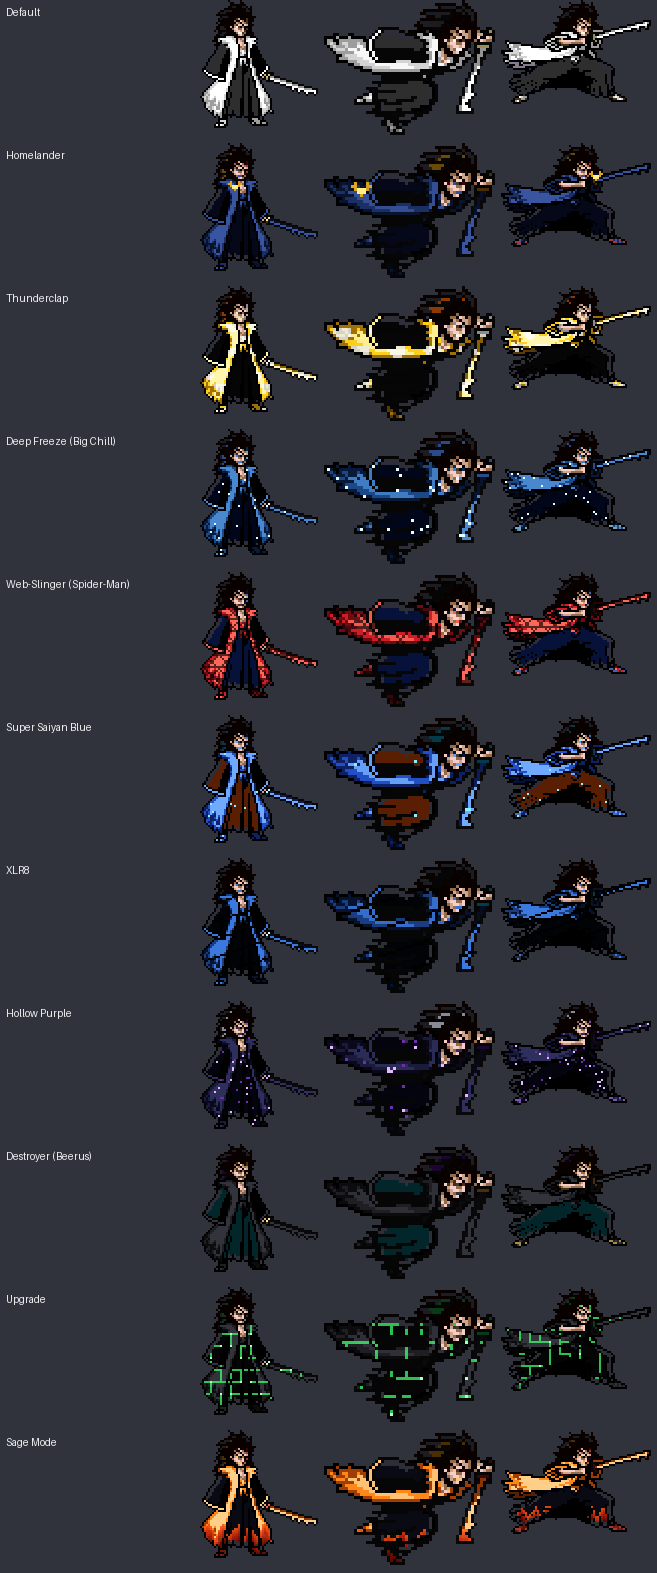 Default
Homelander
Thunderclap
Deep Freeze (Big Chill)
Web-Slinger (Spider-Man)
Super Saiyan Blue
XLR8
Hollow Purple
Destroyer (Beerus)
Upgrade
Sage Mode